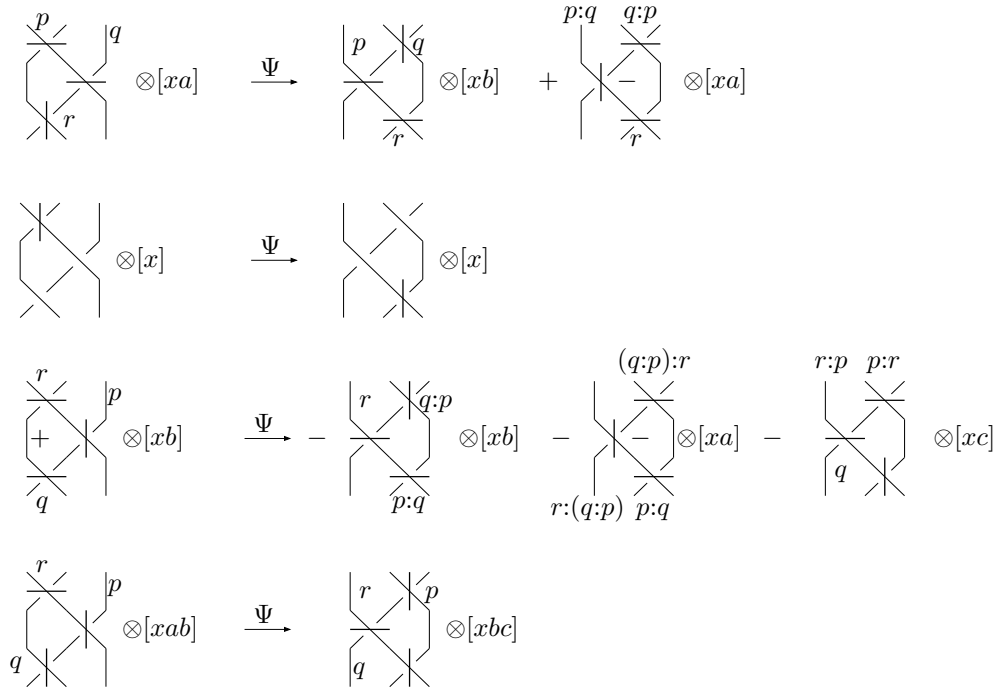 p q ⊗[xa] Ψ p q ⊗[xb] + p:q q:p − ⊗[xa]
r r r
⊗[x] Ψ ⊗[x]
r p (q:p):r r:p p:r
+ ⊗[xb] Ψ − r q:p ⊗[xb] − − ⊗[xa] − ⊗[xc]
q p:q r:(q:p) p:q q
r p ⊗[xab] Ψ r p ⊗[xbc]
q q